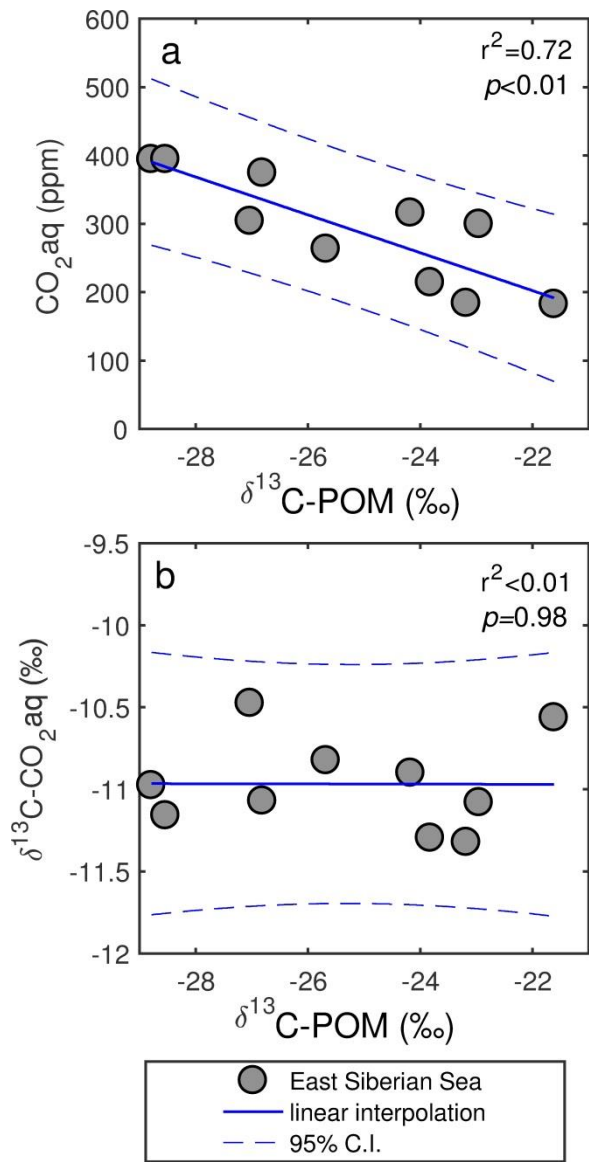 600
500
400
300
200
100
0
CO₂aq (ppm)
a
r²=0.72
p<0.01
-28 -26 -24 -22
δ¹³C-POM (‰)
-9.5
-10
-10.5
-11
-11.5
-12
δ¹³C-CO₂aq (‰)
b
r²<0.01
p=0.98
-28 -26 -24 -22
δ¹³C-POM (‰)
East Siberian Sea
linear interpolation
95% C.I.